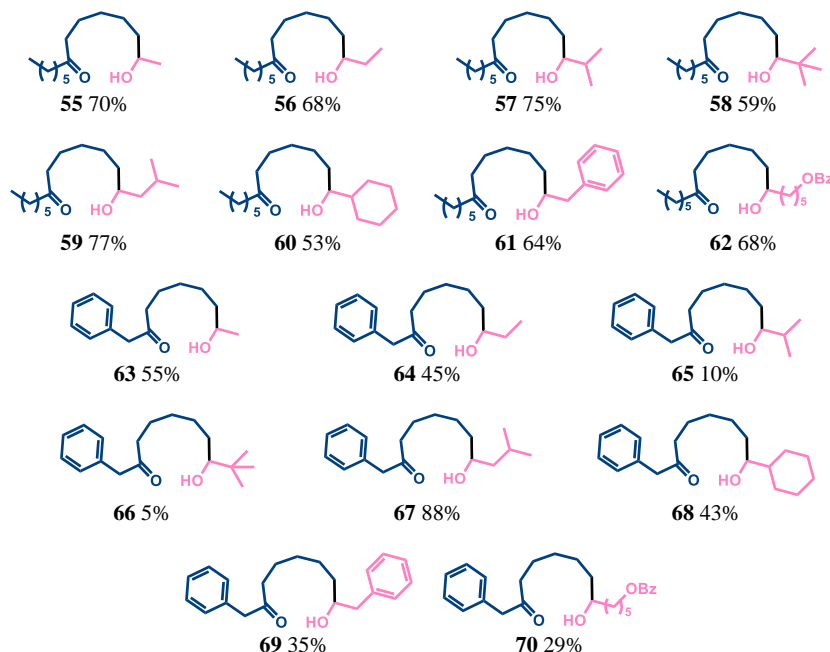 5 O HO
55 70%
5 O HO
56 68%
5 O HO
57 75%
5 O HO
58 59%
5 O HO
59 77%
5 O HO
60 53%
5 O HO
61 64%
5 O HO 5 OBz
62 68%
O HO
63 55%
O HO
64 45%
O HO
65 10%
O HO
66 5%
O HO
67 88%
O HO
68 43%
O HO
69 35%
O HO 5 OBz
70 29%